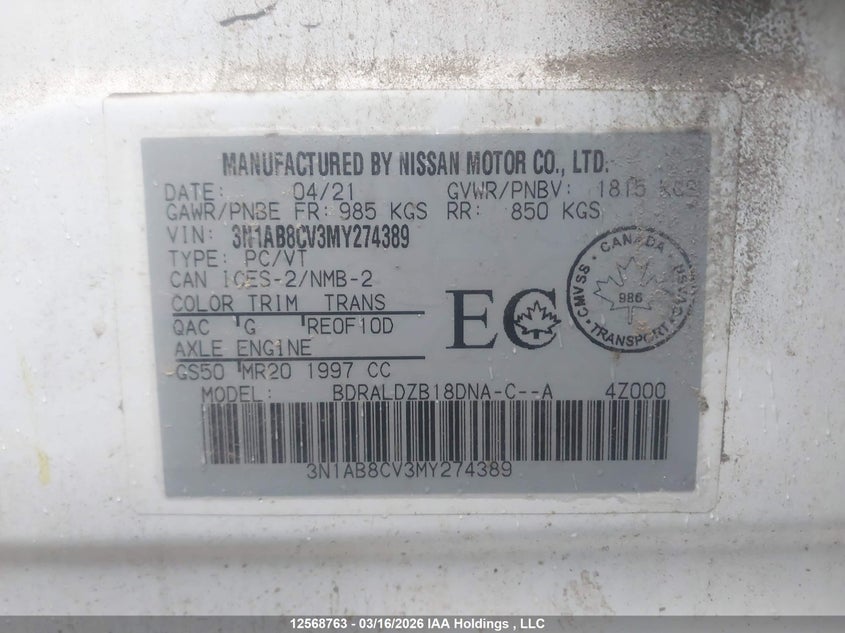 MANUFACTURED BY NISSAN MOTOR CO., LTD.
DATE: 04/21 GVWR/PNBV: 1815 KGS
GAWR/PNBE FR: 985 KGS RR: 850 KGS
VIN: 3N1AB8CV3MY274389
TYPE: PC/VT
CAN ICES-2/NMB-2
COLOR TRIM TRANS
QAC G RE0F10D
AXLE ENGINE
GS50 MR20 1997 CC
EC
CANADA
CMVSS NSVAC
986
TRANSPORT
MODEL: BDRALDZB18DNA-C--A 4Z000
3N1AB8CV3MY274389
12568763 - 03/16/2026 IAA Holdings , LLC